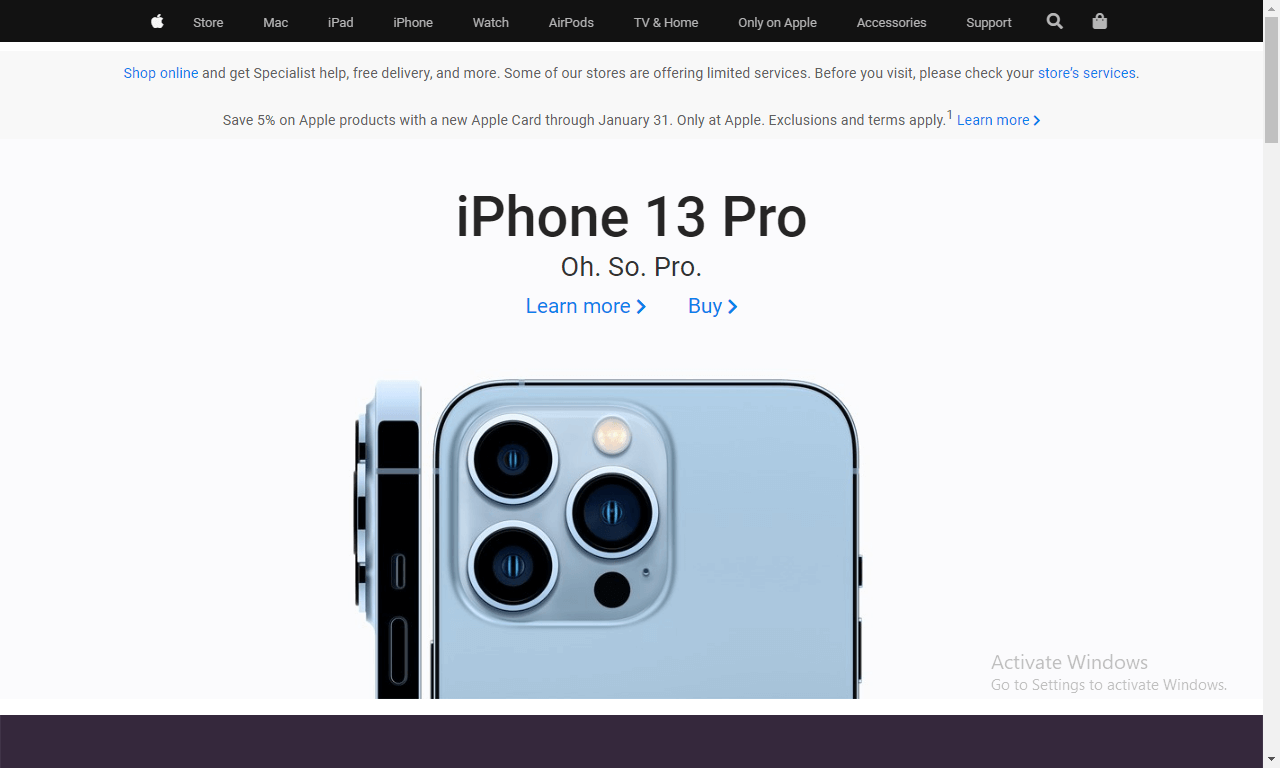 Store Mac iPad iPhone Watch AirPods TV & Home Only on Apple Accessories Support
Shop online and get Specialist help, free delivery, and more. Some of our stores are offering limited services. Before you visit, please check your store’s services.
Save 5% on Apple products with a new Apple Card through January 31. Only at Apple. Exclusions and terms apply.1 Learn more
iPhone 13 Pro
Oh. So. Pro.
Learn more Buy
Activate Windows
Go to Settings to activate Windows.